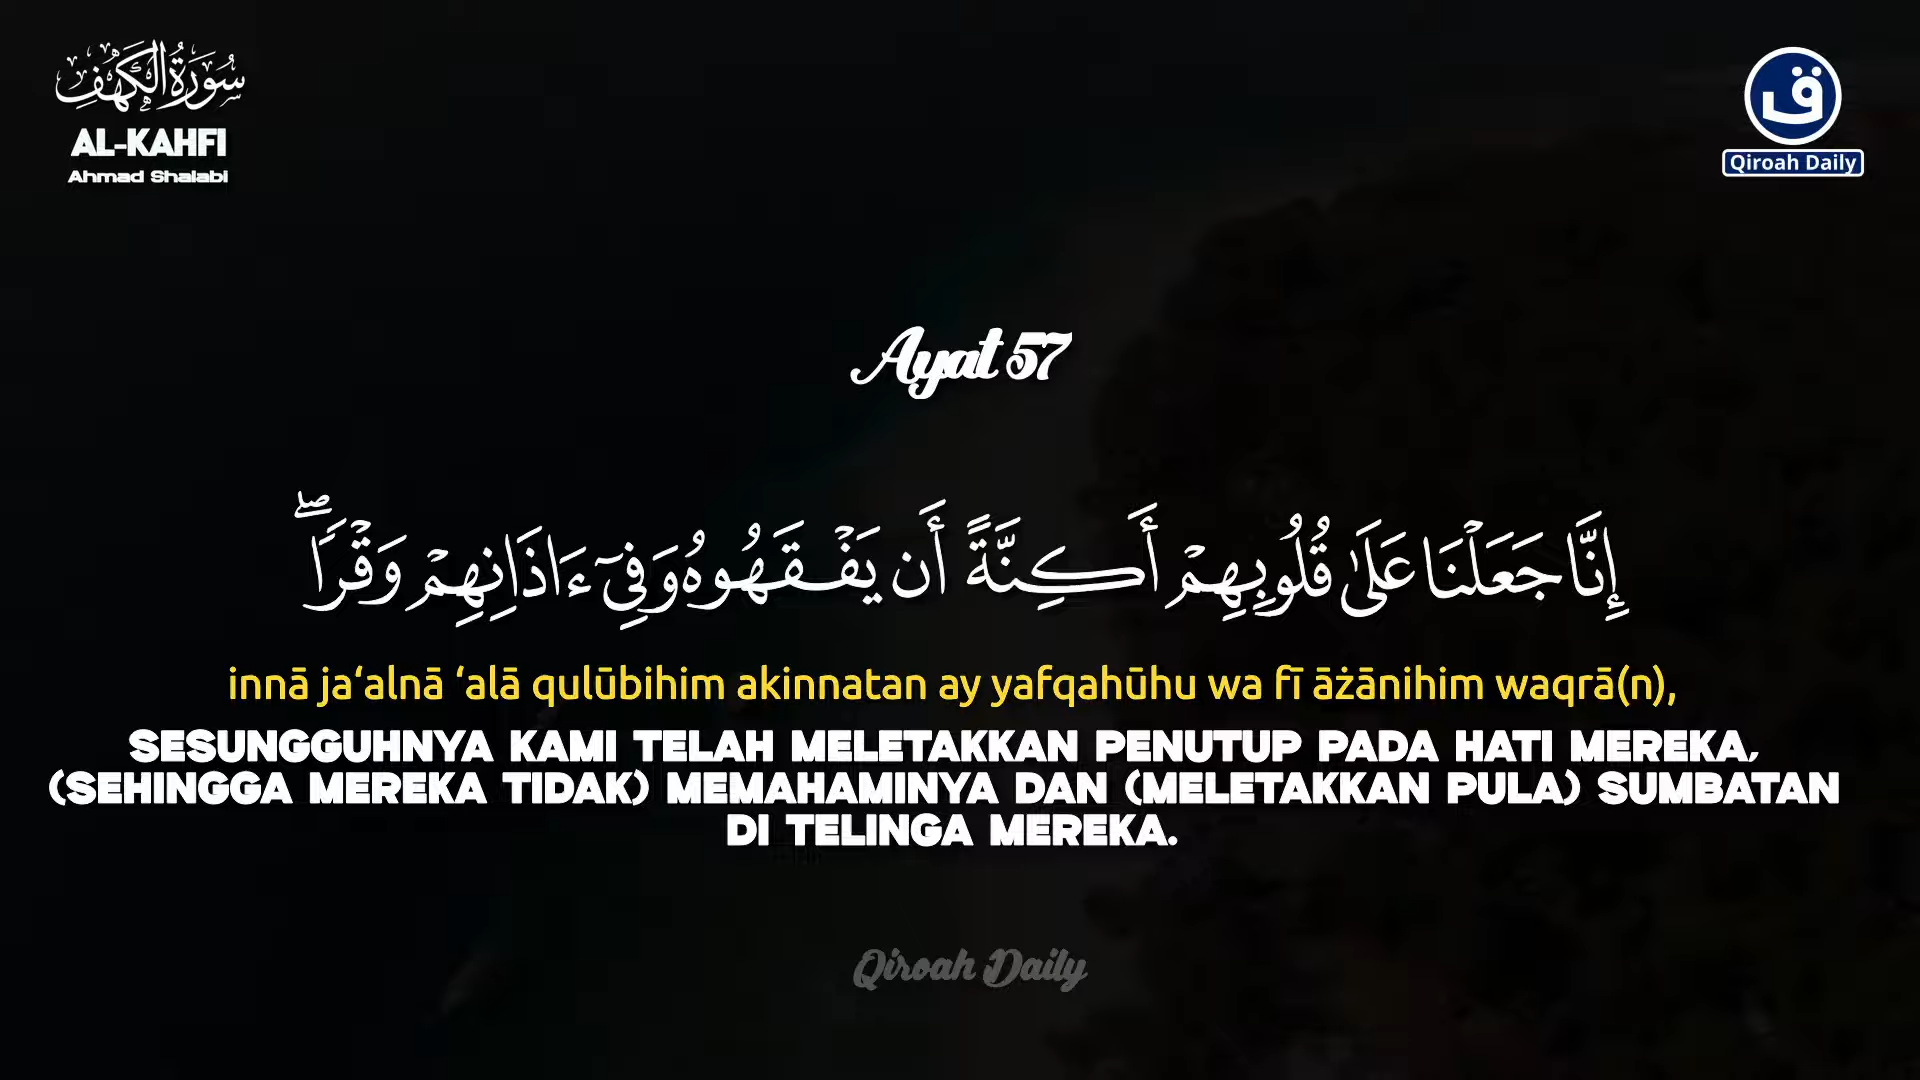 سُورَةُ الكَهْفِ
AL-KAHFI
Ahmad Shalabi
ق
Qiroah Daily
Ayat 57
إِنَّا جَعَلْنَا عَلَىٰ قُلُوبِهِمْ أَكِنَّةً أَن يَفْقَهُوهُ وَفِىٓ ءَاذَانِهِمْ وَقْرًا ۖ
innā ja‘alnā ‘alā qulūbihim akinnatan ay yafqahūhu wa fī āżānihim waqrā(n),
SESUNGGUHNYA KAMI TELAH MELETAKKAN PENUTUP PADA HATI MEREKA,
(SEHINGGA MEREKA TIDAK) MEMAHAMINYA DAN (MELETAKKAN PULA) SUMBATAN
DI TELINGA MEREKA.
Qiroah Daily